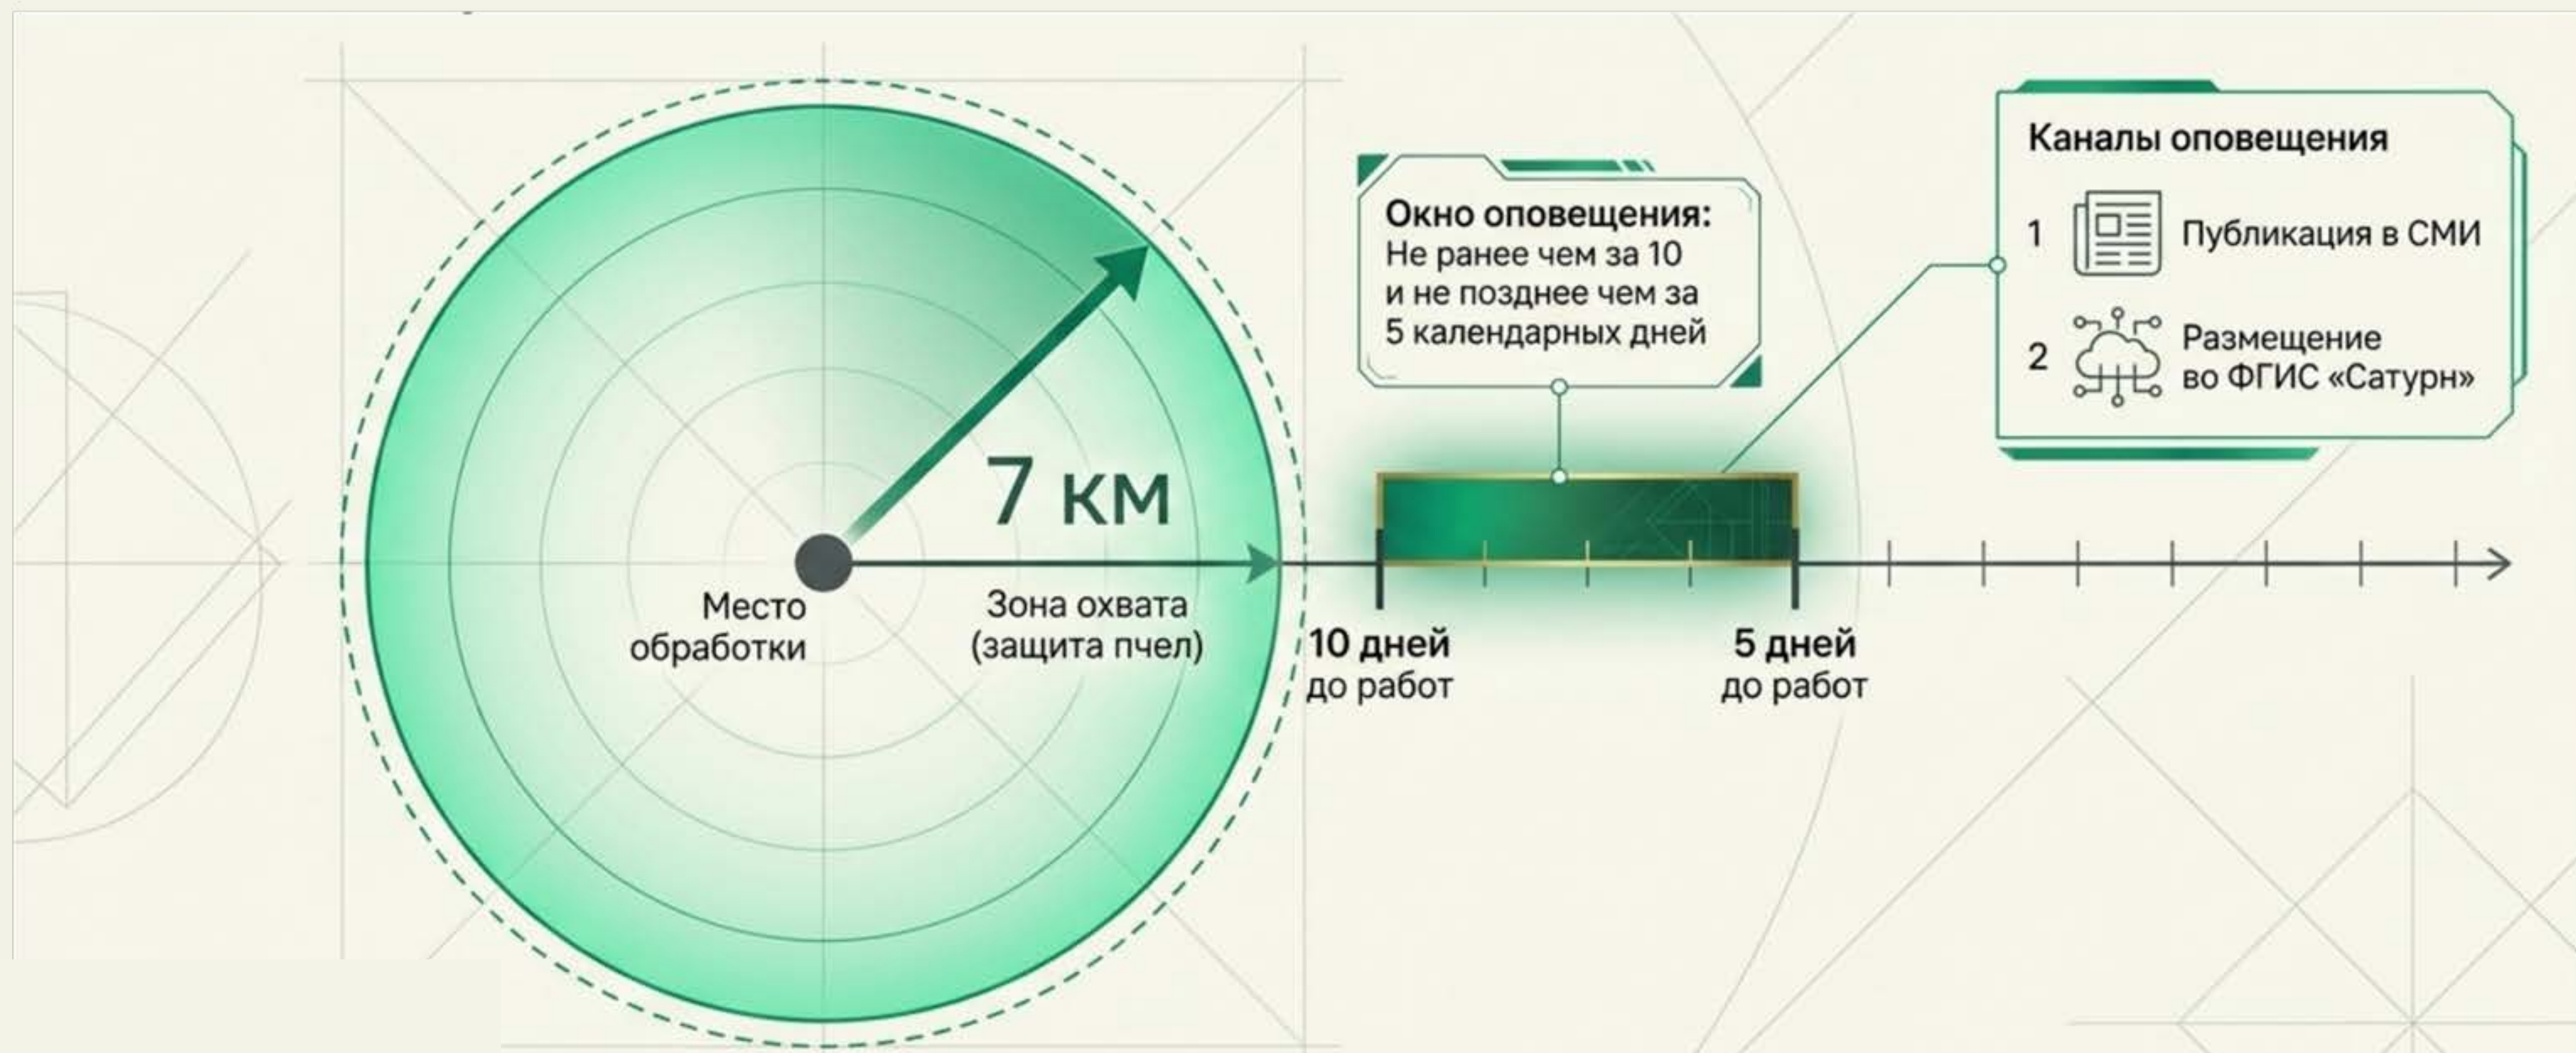 7 км
Место
обработки
Зона охвата
(защита пчел)
Окно оповещения:
Не ранее чем за 10
и не позднее чем за
5 календарных дней
10 дней
до работ
5 дней
до работ
Каналы оповещения
1 Публикация в СМИ
2 Размещение
во ФГИС «Сатурн»